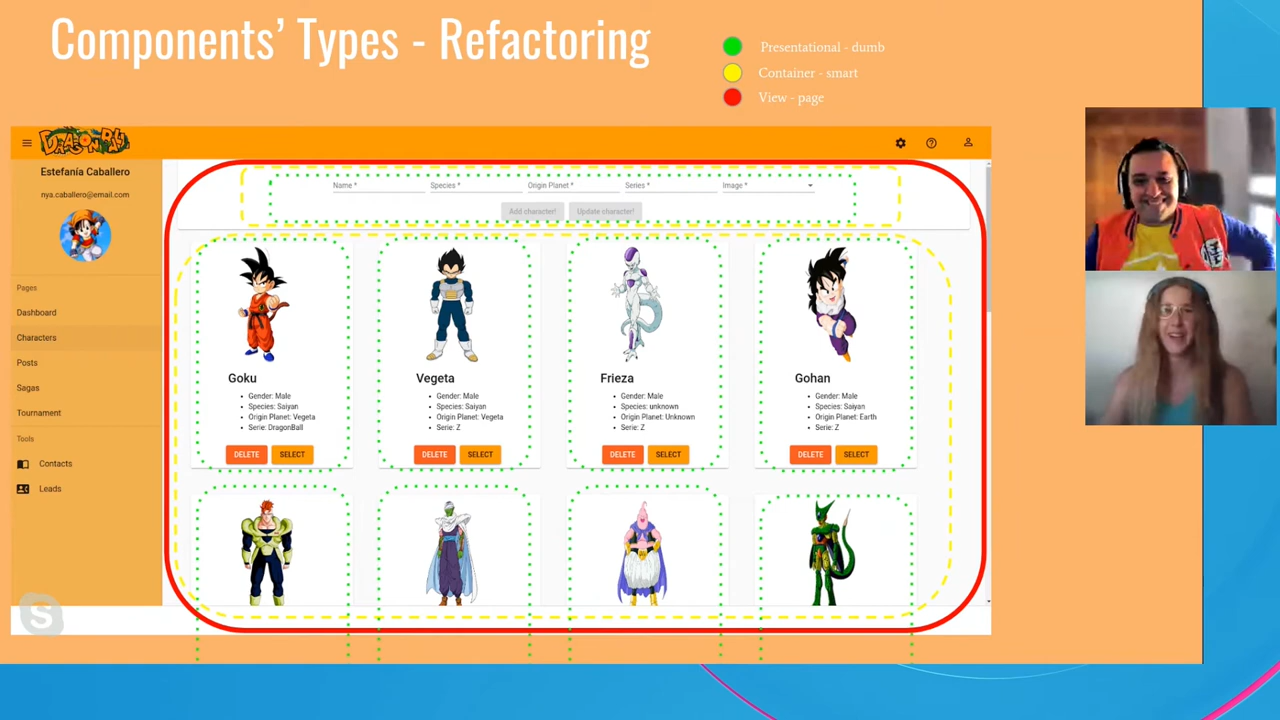 Components' Types - Refactoring
Presentational - dumb
Container - smart
View - page
DRAGON BALL
Estefanía Caballero
nya.caballero@email.com
Pages
Dashboard
Characters
Posts
Sagas
Tournament
Tools
Contacts
Leads
Name * Species * Origin Planet * Series * Image *
Add character! Update character!
Goku
Gender: Male
Species: Saiyan
Origin Planet: Vegeta
Serie: DragonBall
DELETE SELECT
Vegeta
Gender: Male
Species: Saiyan
Origin Planet: Vegeta
Serie: Z
DELETE SELECT
Frieza
Gender: Male
Species: unknown
Origin Planet: Unknown
Serie: Z
DELETE SELECT
Gohan
Gender: Male
Species: Saiyan
Origin Planet: Earth
Serie: Z
DELETE SELECT
S